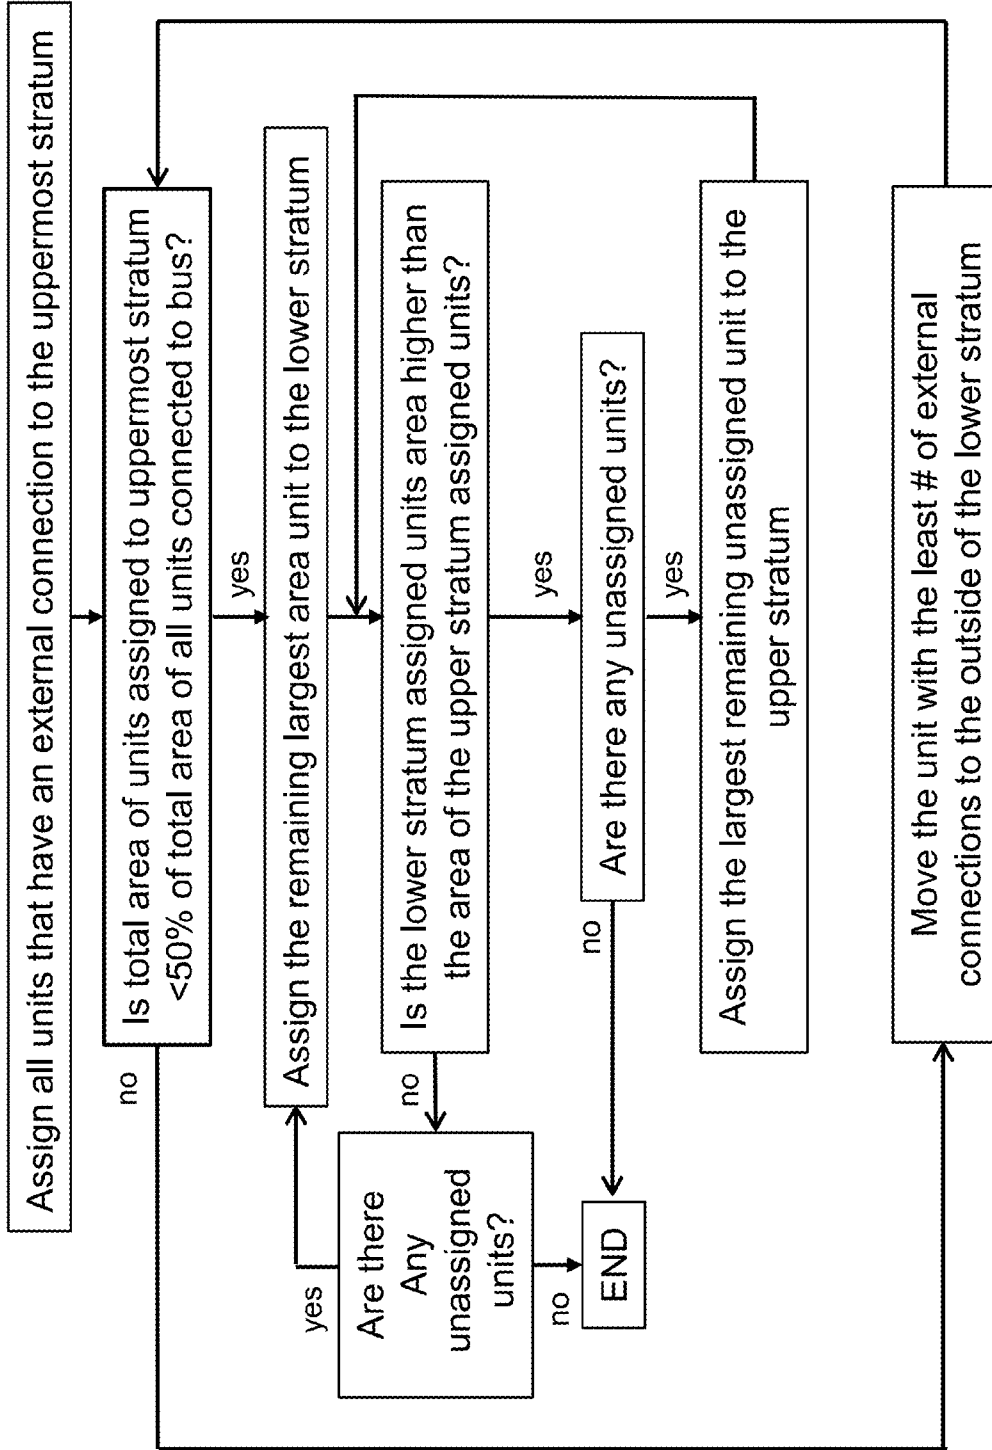 Assign all units that have an external connection to the uppermost stratum
Is total area of units assigned to uppermost stratum
<50% of total area of all units connected to bus?
no
yes
Assign the remaining largest area unit to the lower stratum
Is the lower stratum assigned units area higher than
the area of the upper stratum assigned units?
no
yes
Are there
Any
unassigned
units?
yes
no
Are there any unassigned units?
no
yes
END
Assign the largest remaining unassigned unit to the
upper stratum
Move the unit with the least # of external
connections to the outside of the lower stratum